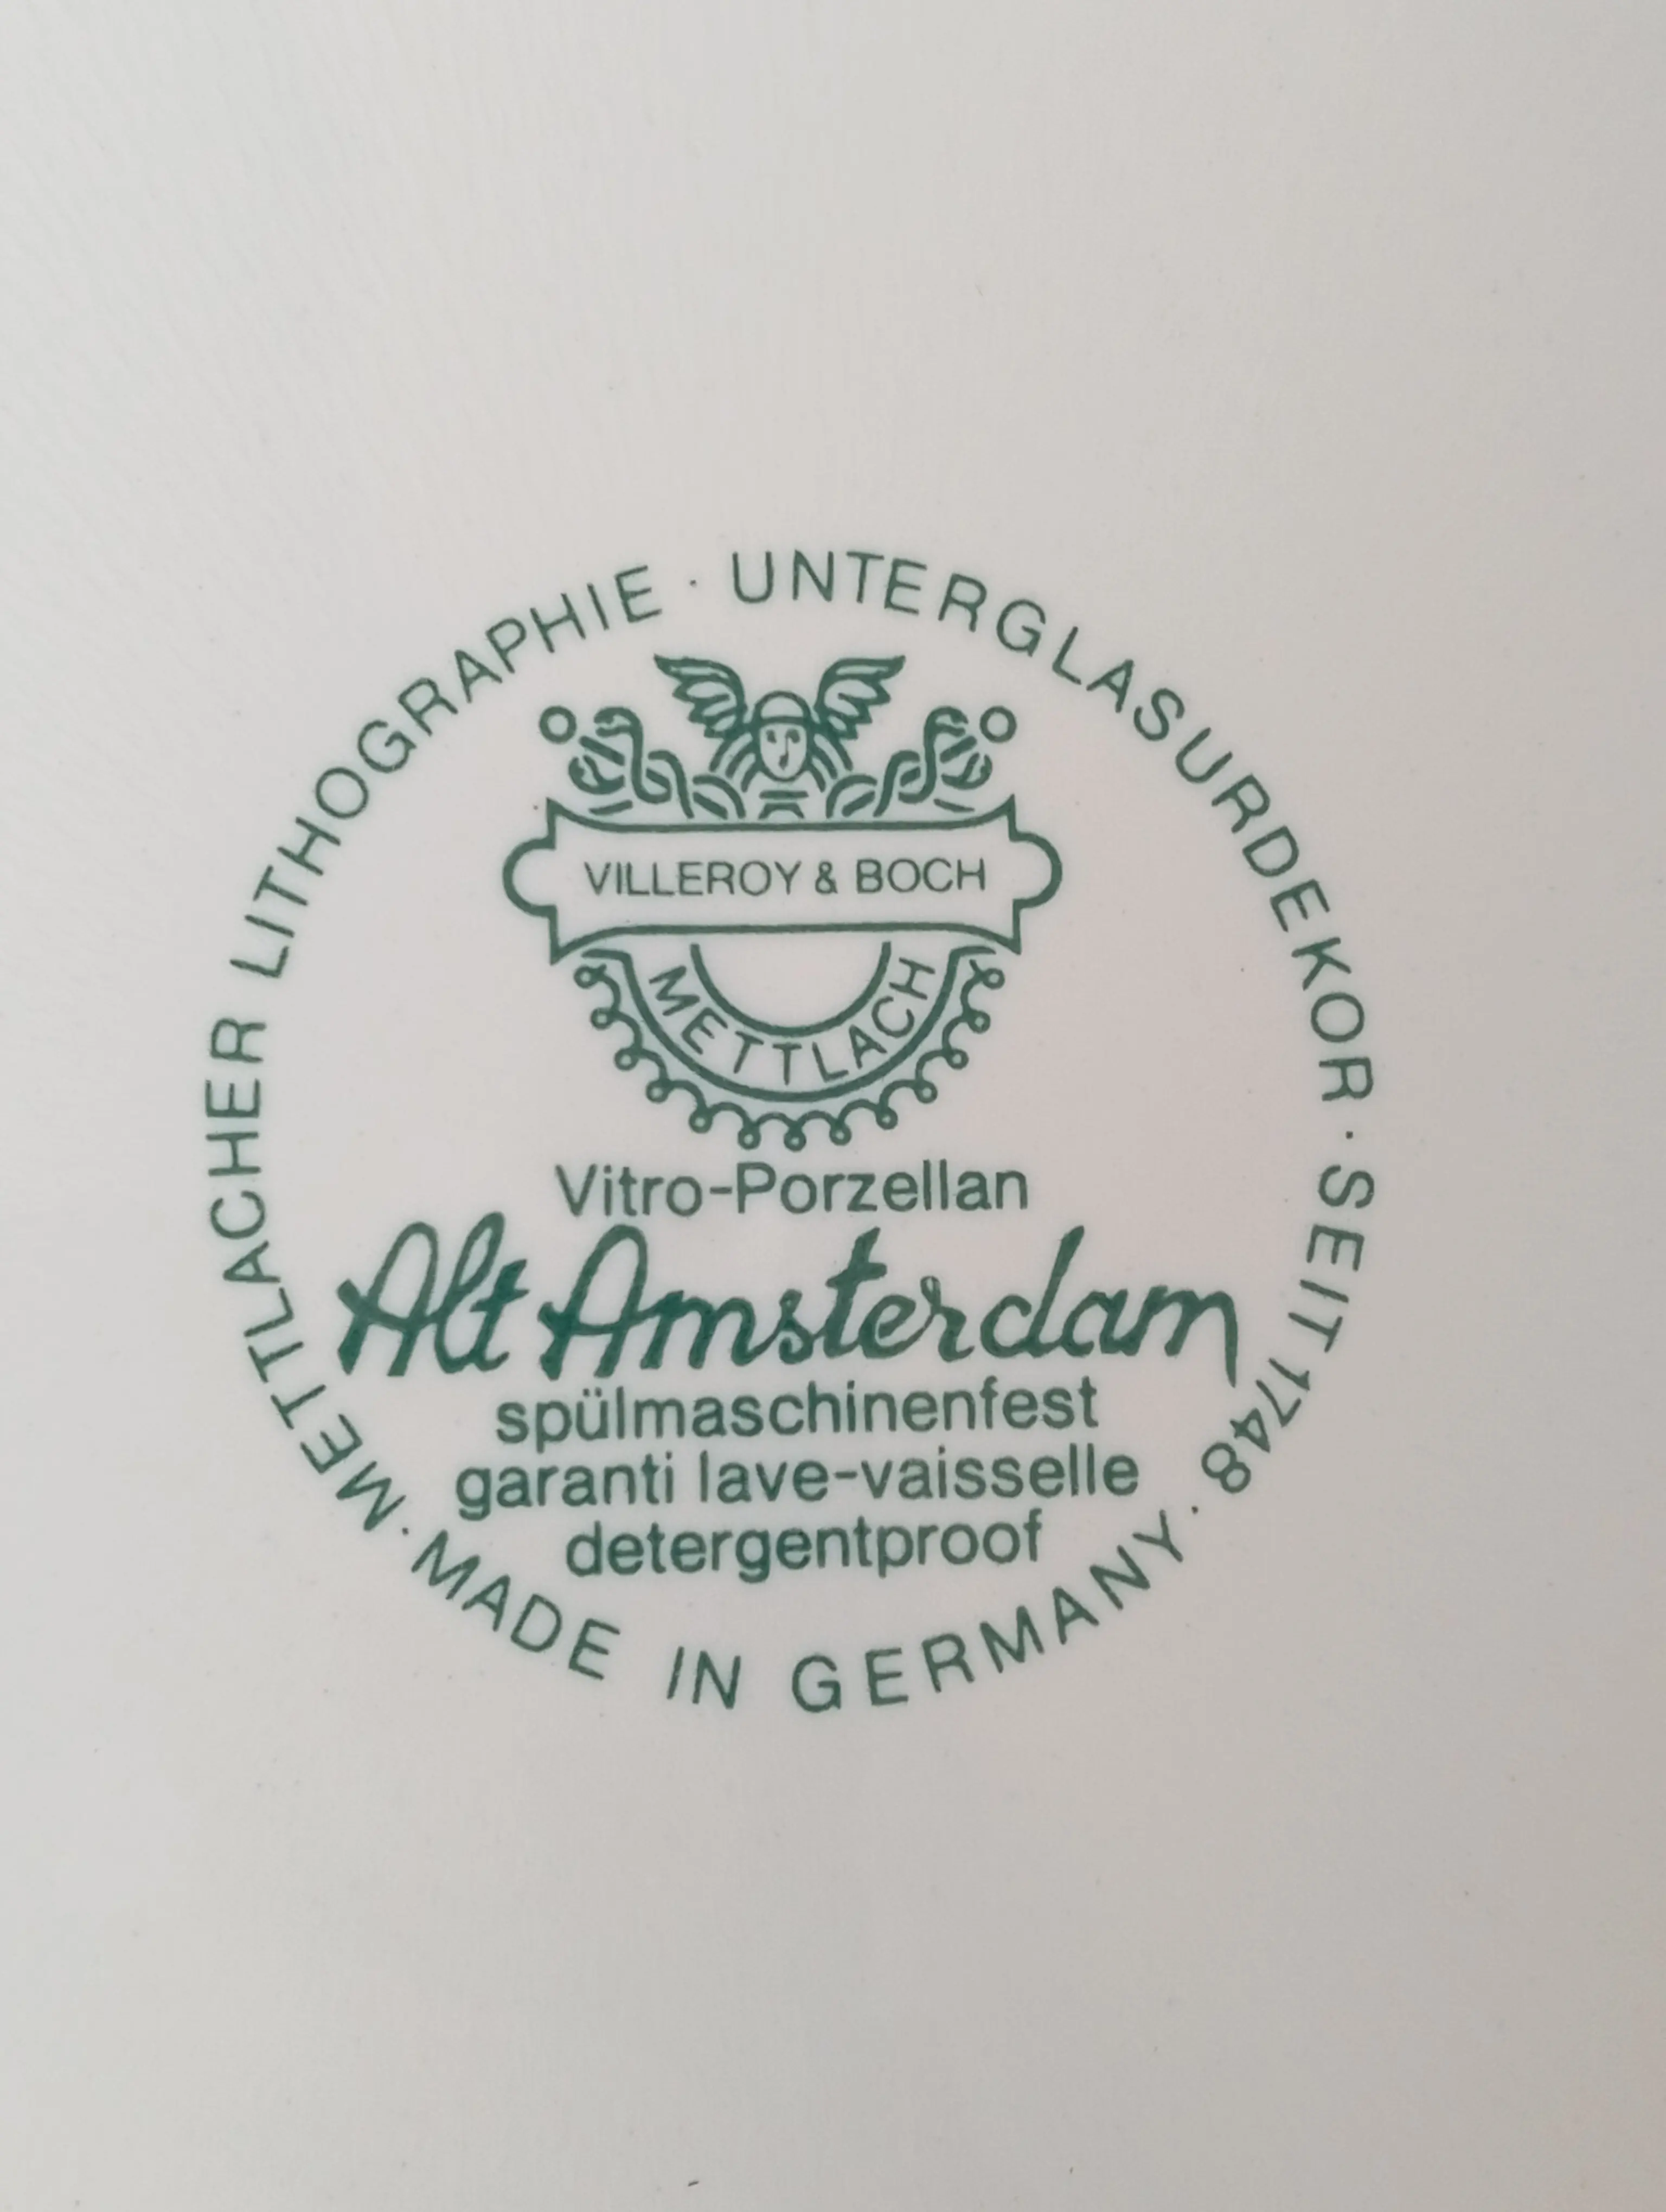 METTLACHER LITHOGRAPHIE · UNTERGLASURDEKOR · SEIT 1748 ·
VILLEROY & BOCH
METTLACH
Vitro-Porzellan
Alt Amsterdam
spülmaschinenfest
garanti lave-vaisselle
detergentproof
· MADE IN GERMANY